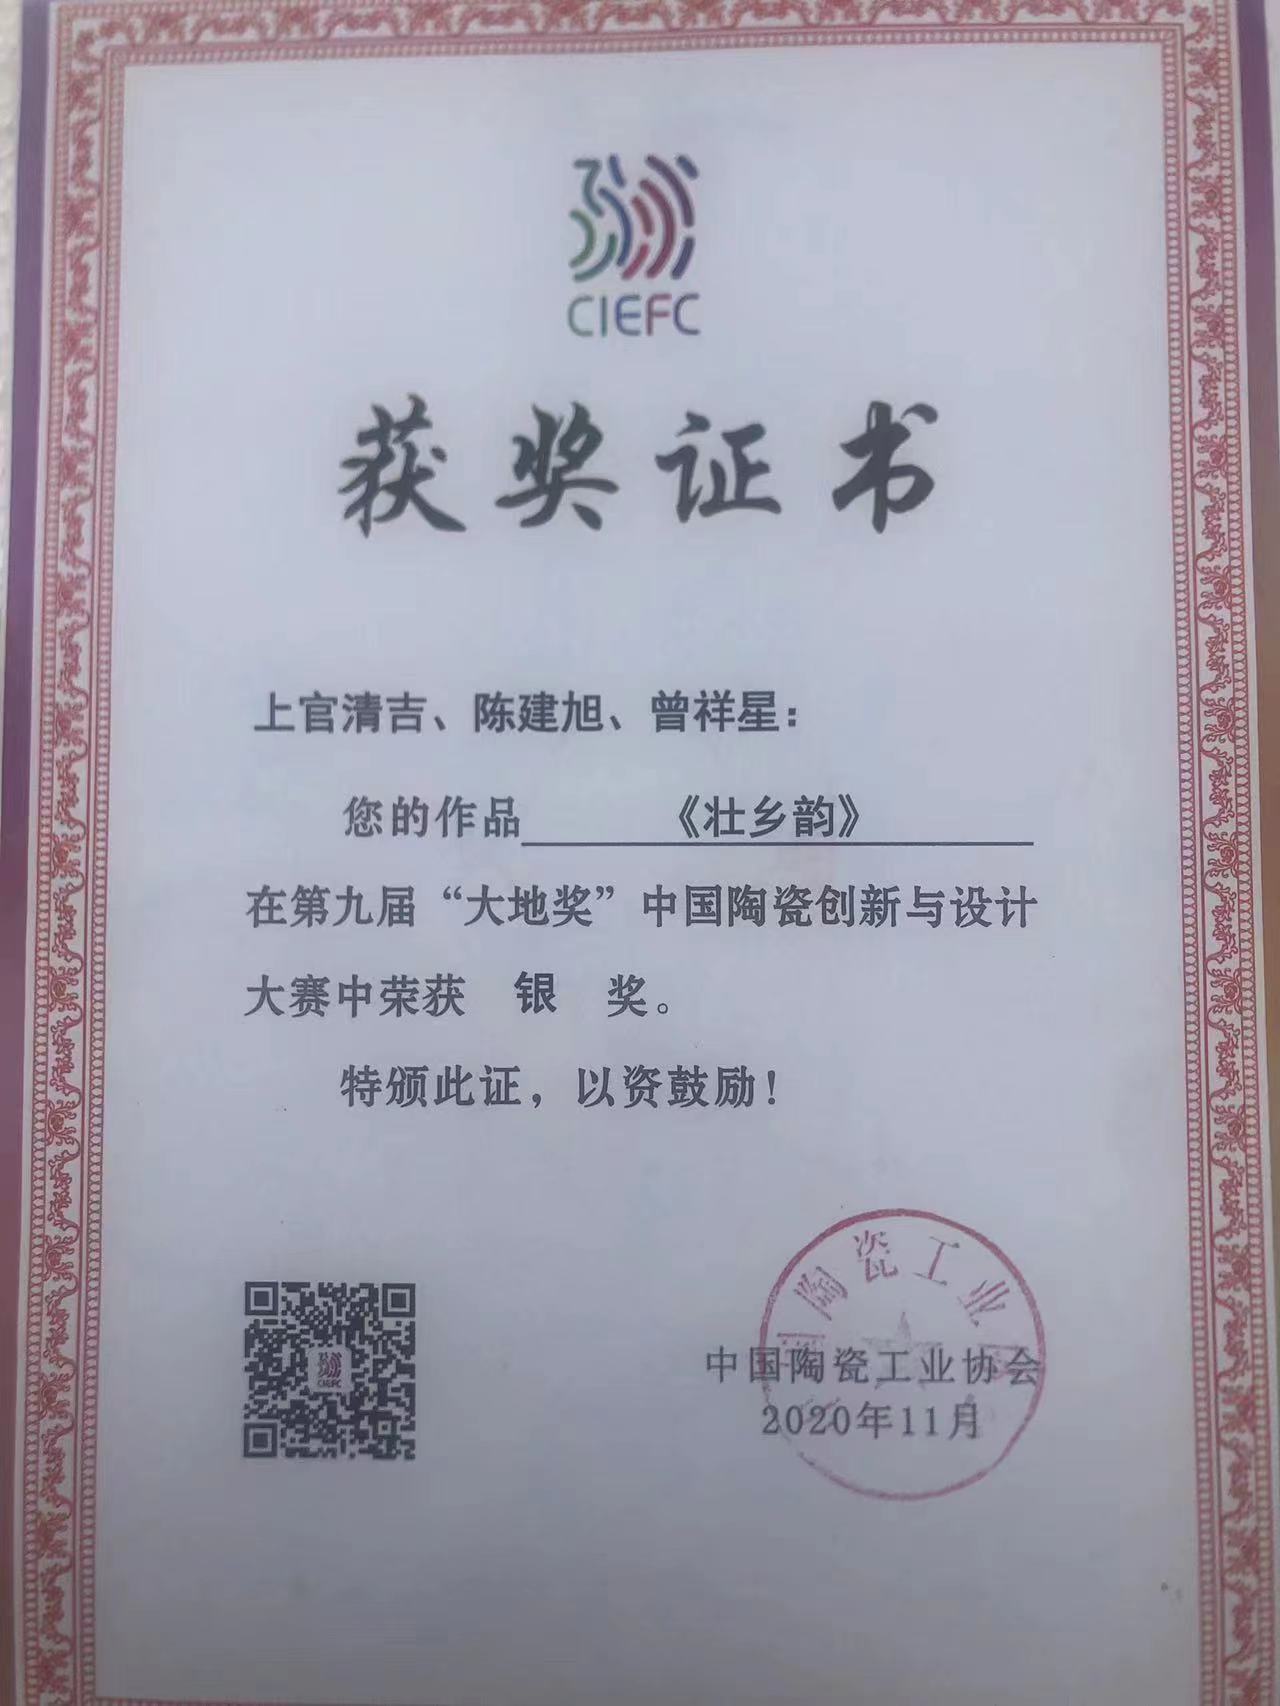 CIEFC
获奖证书
上官清吉、陈建旭、曾祥星：
您的作品 《壮乡韵》
在第九届“大地奖”中国陶瓷创新与设计
大赛中荣获 银 奖。
特颁此证，以资鼓励！
陶瓷工业
CIEFC
中国陶瓷工业协会
2020年11月